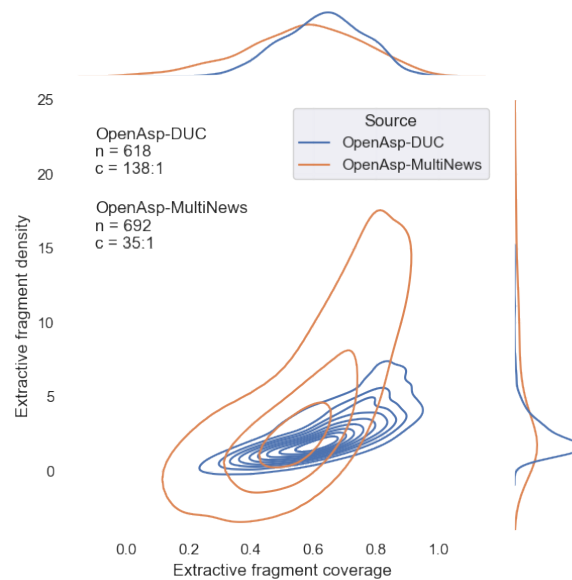 25
20
15
10
5
0
Extractive fragment density
OpenAsp-DUC
n = 618
c = 138:1
OpenAsp-MultiNews
n = 692
c = 35:1
Source
OpenAsp-DUC
OpenAsp-MultiNews
0.0 0.2 0.4 0.6 0.8 1.0
Extractive fragment coverage